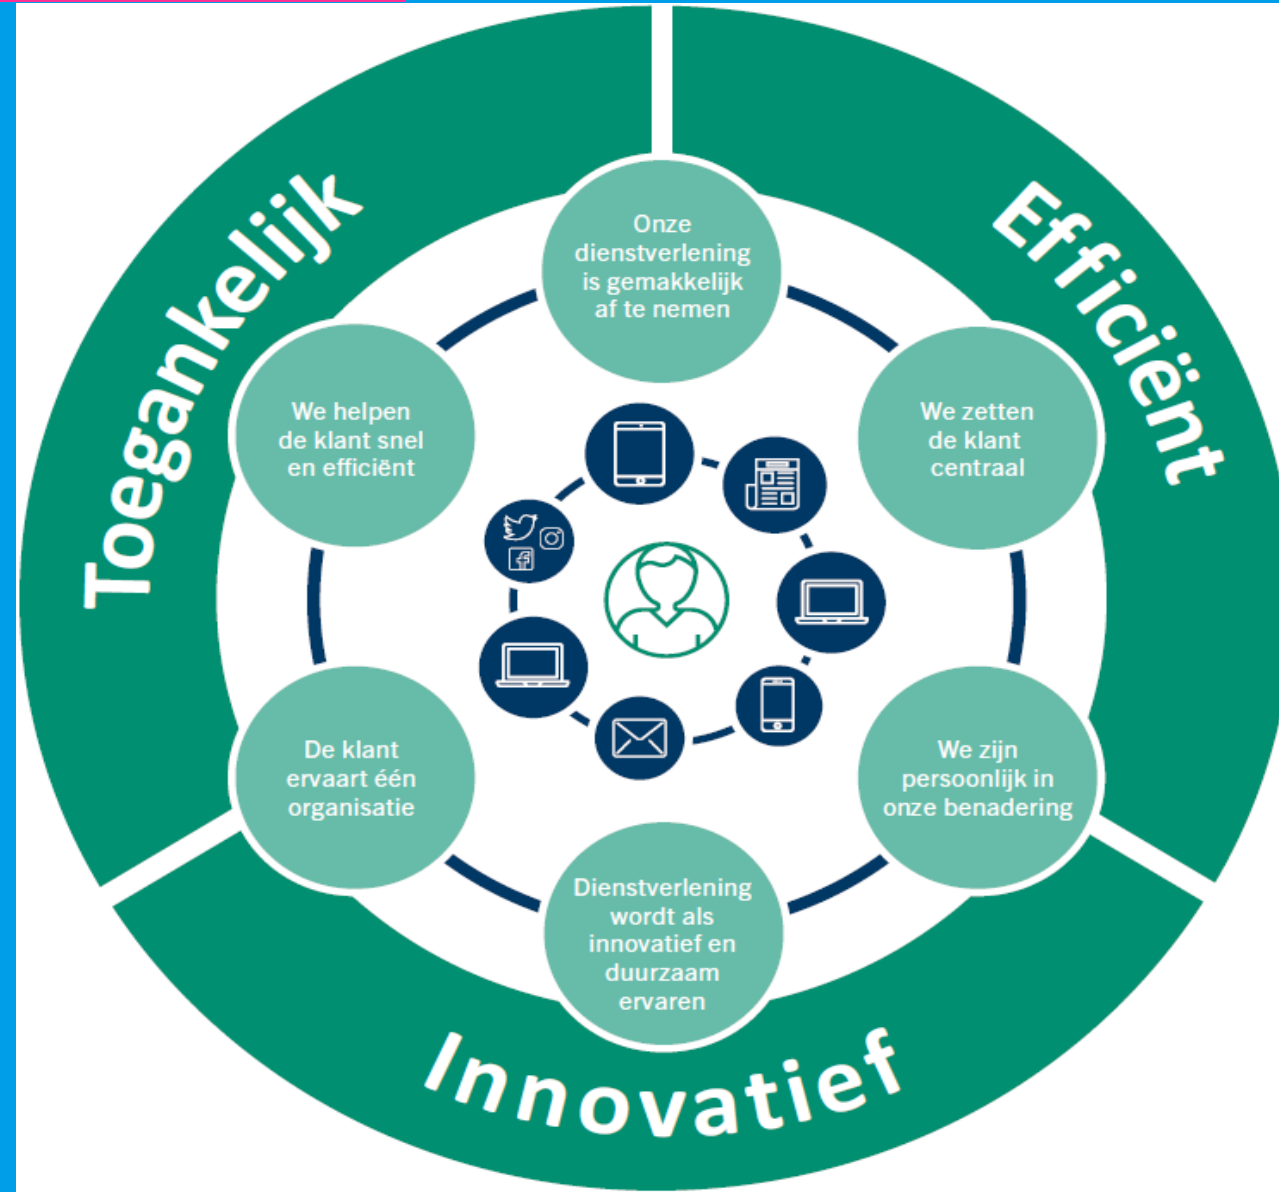 Toegankelijk
Efficiënt
Onze
dienstverlening
is gemakkelijk
af te nemen
We helpen
de klant snel
en efficiënt
We zetten
de klant
centraal
De klant
ervaart één
organisatie
We zijn
persoonlijk in
onze benadering
Dienstverlening
wordt als
innovatief en
duurzaam
ervaren
Innovatief